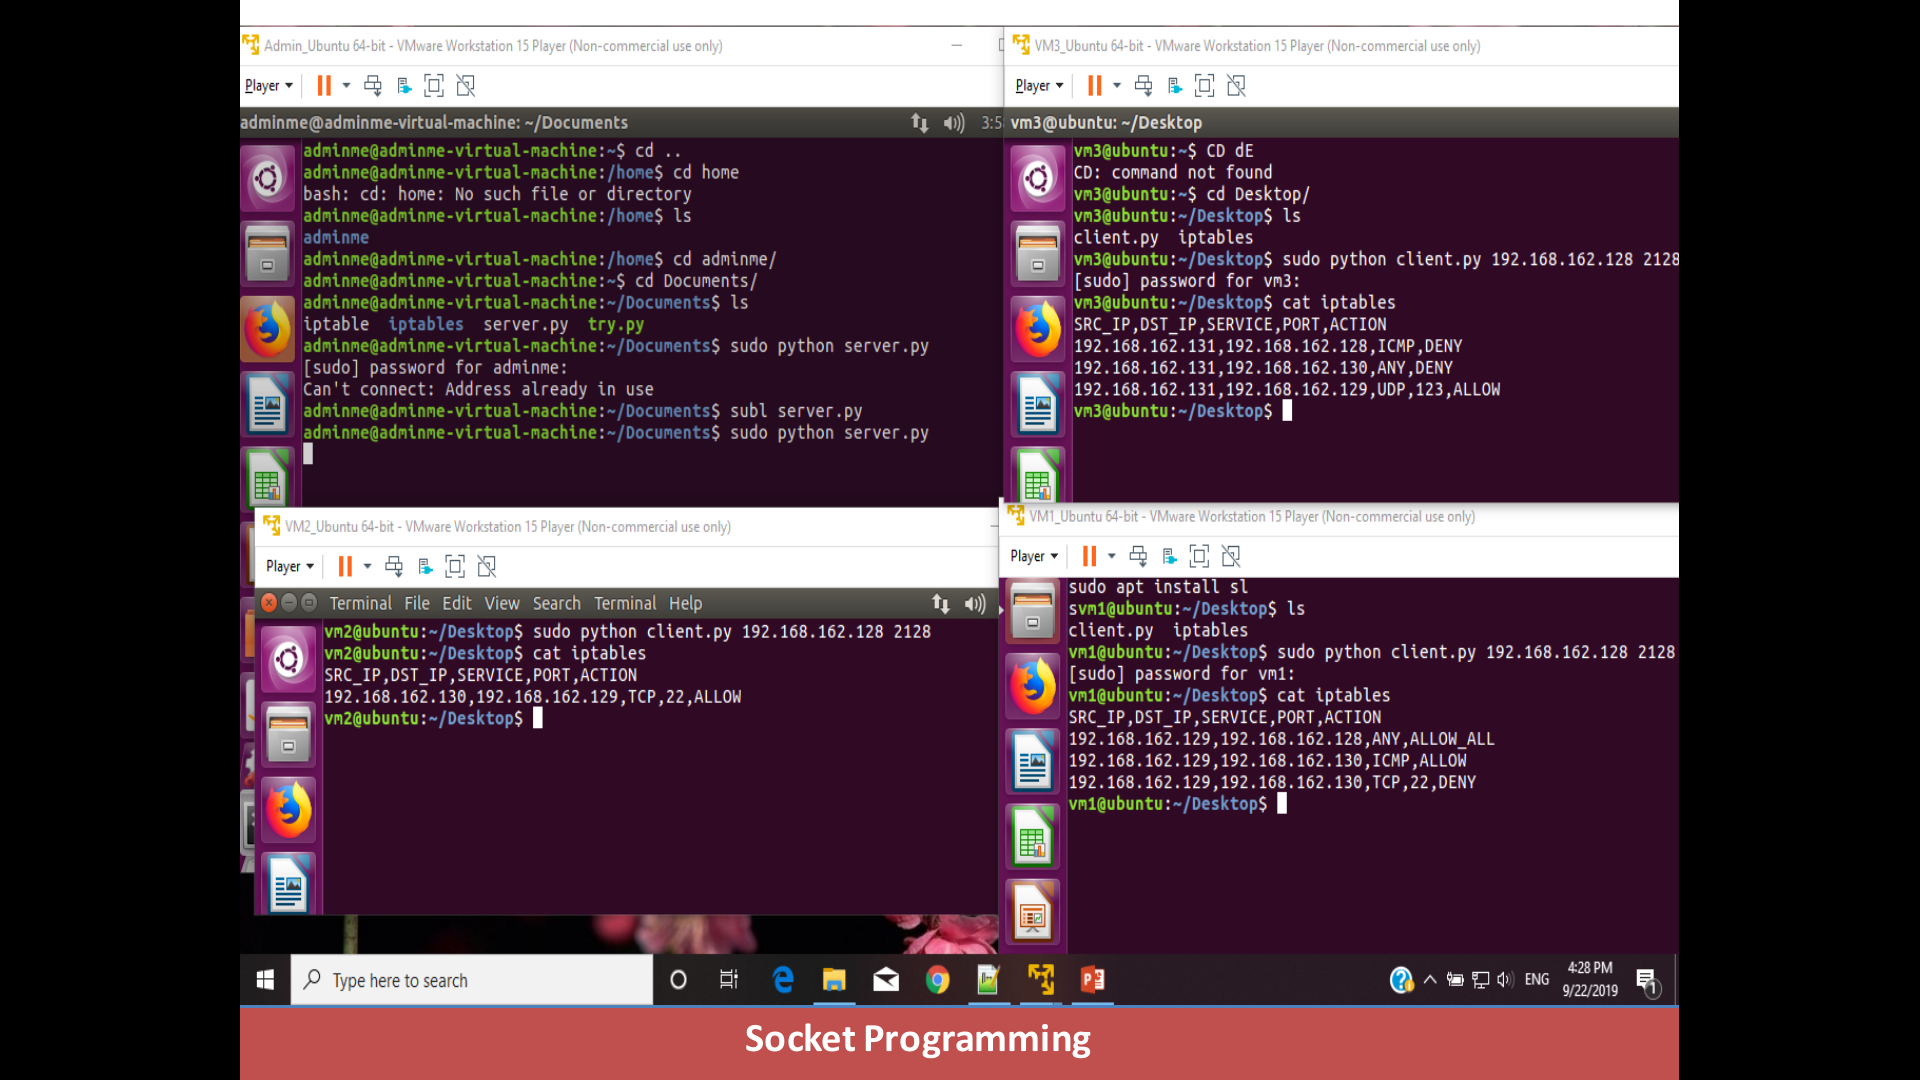 Admin_Ubuntu 64-bit - VMware Workstation 15 Player (Non-commercial use only)
Player
adminme@adminme-virtual-machine: ~/Documents
3:5
adminme@adminme-virtual-machine:~$ cd ..
adminme@adminme-virtual-machine:/home$ cd home
bash: cd: home: No such file or directory
adminme@adminme-virtual-machine:/home$ ls
adminme
adminme@adminme-virtual-machine:/home$ cd adminme/
adminme@adminme-virtual-machine:~$ cd Documents/
adminme@adminme-virtual-machine:~/Documents$ ls
iptable iptables server.py try.py
adminme@adminme-virtual-machine:~/Documents$ sudo python server.py
[sudo] password for adminme:
Can't connect: Address already in use
adminme@adminme-virtual-machine:~/Documents$ subl server.py
adminme@adminme-virtual-machine:~/Documents$ sudo python server.py
VM3_Ubuntu 64-bit - VMware Workstation 15 Player (Non-commercial use only)
Player
vm3@ubuntu: ~/Desktop
vm3@ubuntu:~$ CD dE
CD: command not found
vm3@ubuntu:~$ cd Desktop/
vm3@ubuntu:~/Desktop$ ls
client.py iptables
vm3@ubuntu:~/Desktop$ sudo python client.py 192.168.162.128 2128
[sudo] password for vm3:
vm3@ubuntu:~/Desktop$ cat iptables
SRC_IP,DST_IP,SERVICE,PORT,ACTION
192.168.162.131,192.168.162.128,ICMP,DENY
192.168.162.131,192.168.162.130,ANY,DENY
192.168.162.131,192.168.162.129,UDP,123,ALLOW
vm3@ubuntu:~/Desktop$
VM2_Ubuntu 64-bit - VMware Workstation 15 Player (Non-commercial use only)
Player
Terminal File Edit View Search Terminal Help
vm2@ubuntu:~/Desktop$ sudo python client.py 192.168.162.128 2128
vm2@ubuntu:~/Desktop$ cat iptables
SRC_IP,DST_IP,SERVICE,PORT,ACTION
192.168.162.130,192.168.162.129,TCP,22,ALLOW
vm2@ubuntu:~/Desktop$
VM1_Ubuntu 64-bit - VMware Workstation 15 Player (Non-commercial use only)
Player
sudo apt install sl
svm1@ubuntu:~/Desktop$ ls
client.py iptables
vm1@ubuntu:~/Desktop$ sudo python client.py 192.168.162.128 2128
[sudo] password for vm1:
vm1@ubuntu:~/Desktop$ cat iptables
SRC_IP,DST_IP,SERVICE,PORT,ACTION
192.168.162.129,192.168.162.128,ANY,ALLOW_ALL
192.168.162.129,192.168.162.130,ICMP,ALLOW
192.168.162.129,192.168.162.130,TCP,22,DENY
vm1@ubuntu:~/Desktop$
Type here to search
ENG
4:28 PM
9/22/2019
1
Socket Programming